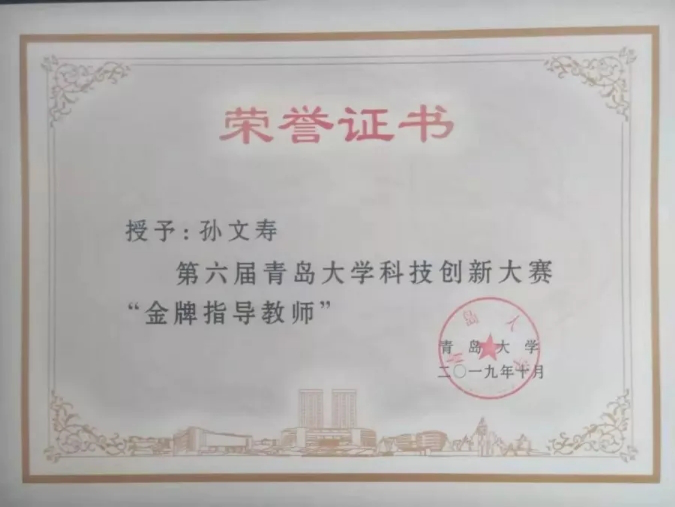 荣誉证书
授予：孙文寿
第六届青岛大学科技创新大赛
“金牌指导教师”
青岛大学
二〇一九年十月